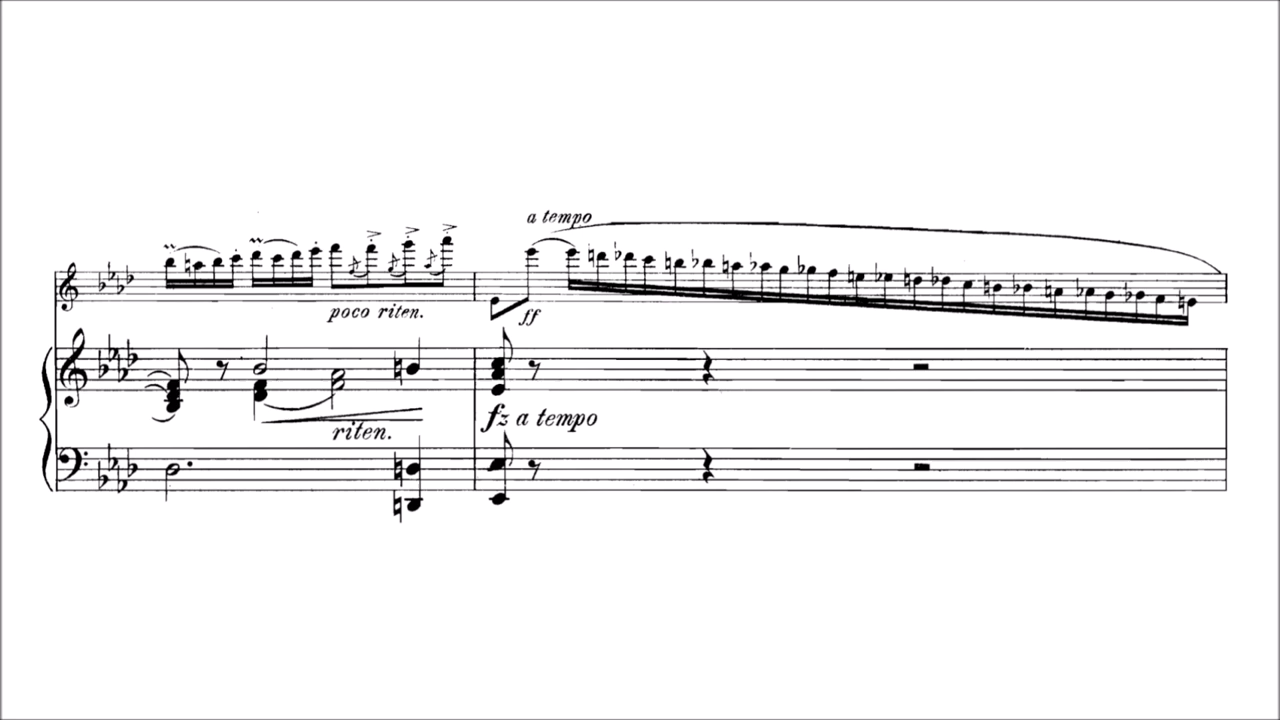 a tempo
poco riten.
ff
riten.
fz a tempo